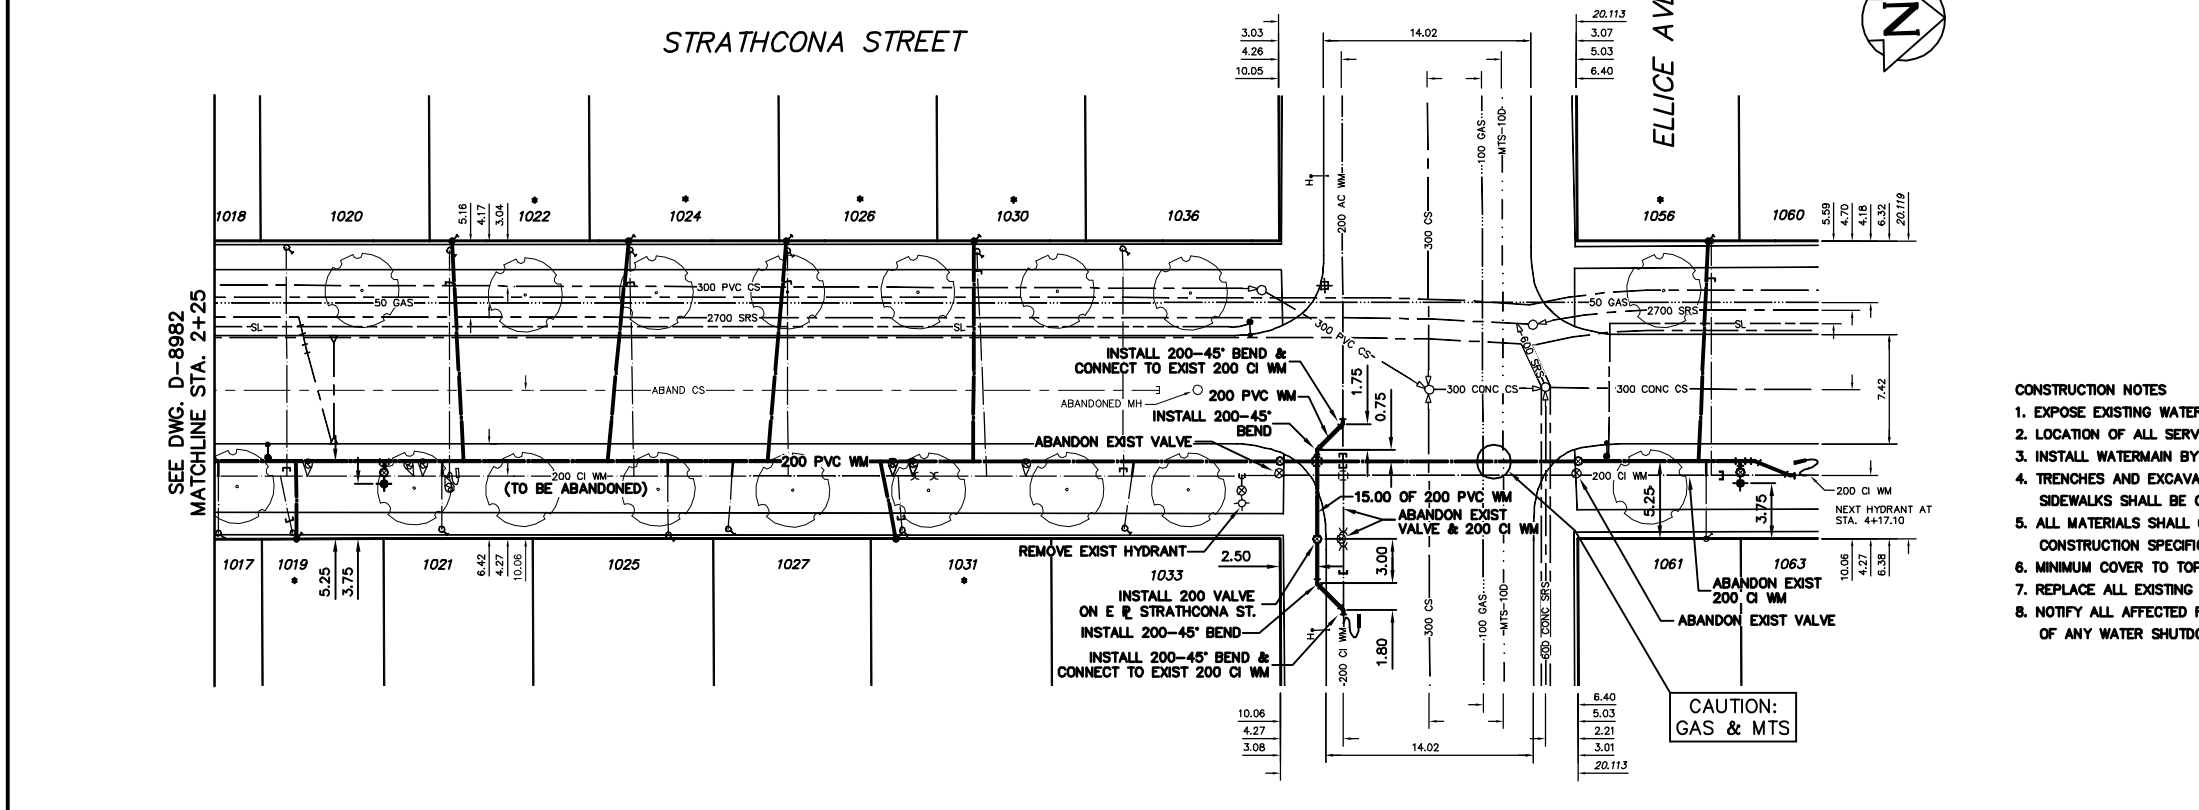 STRATHCONA STREET
ELLICE AVE
N
3.03
4.26
10.05
14.02
20.113
3.07
5.03
6.40
1018
1020
5.16
4.17
3.04
* 1022
* 1024
* 1026
* 1030
1036
* 1056
1060
5.59
4.70
4.18
6.32
20.119
H
200 AC WM
300 CS
100 GAS
MTS-10D
SEE DWG. D-8982
MATCHLINE STA. 2+25
300 PVC CS
50 GAS
2700 SRS
SL
SL
300 PVC CS
600 SRS
50 GAS
2700 SRS
SL
ABAND CS
ABANDONED MH
300 CONC CS
300 CONC CS
7.42
INSTALL 200-45° BEND &
CONNECT TO EXIST 200 CI WM
200 PVC WM
INSTALL 200-45°
BEND
ABANDON EXIST VALVE
1.75
0.75
200 PVC WM
200 CI WM
(TO BE ABANDONED)
15.00 OF 200 PVC WM
ABANDON EXIST
VALVE & 200 CI WM
200 CI WM
5.25
3.75
200 CI WM
NEXT HYDRANT AT
STA. 4+17.10
REMOVE EXIST HYDRANT
2.50
3.00
1.80
1017
1019
*
5.25
3.75
1021
6.42
4.27
10.06
1025
1027
1031
*
1033
1061
1063
10.06
4.27
6.38
INSTALL 200 VALVE
ON E ⅊ STRATHCONA ST.
INSTALL 200-45° BEND
INSTALL 200-45° BEND &
CONNECT TO EXIST 200 CI WM
H
200 CI WM
300 CS
100 GAS
MTS-10D
600 CONC SRS
ABANDON EXIST
200 CI WM
ABANDON EXIST VALVE
CAUTION:
GAS & MTS
10.06
4.27
3.08
14.02
6.40
5.03
2.21
3.01
20.113
CONSTRUCTION NOTES
1. EXPOSE EXISTING WATER
2. LOCATION OF ALL SERV
3. INSTALL WATERMAIN BY
4. TRENCHES AND EXCAVA
SIDEWALKS SHALL BE
5. ALL MATERIALS SHALL
CONSTRUCTION SPECIFI
6. MINIMUM COVER TO TOP
7. REPLACE ALL EXISTING
8. NOTIFY ALL AFFECTED
OF ANY WATER SHUTD